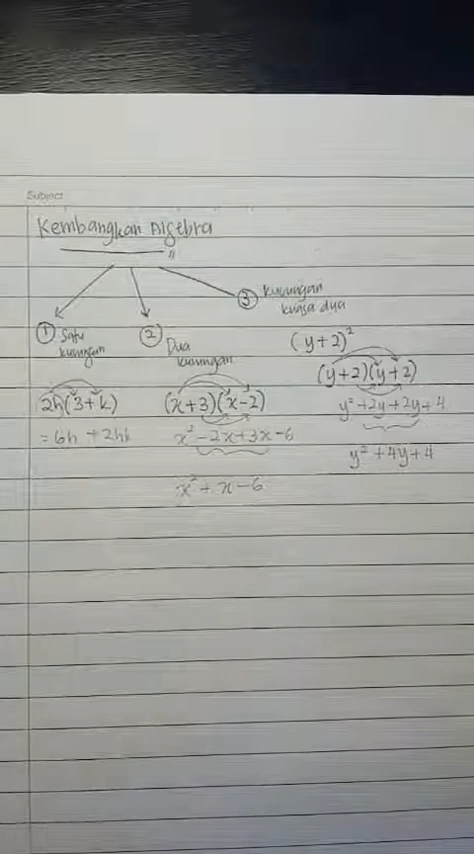 Subject
Kembangkan Algebra
① Satu kurungan
2h(3+k)
= 6h + 2hk
② Dua kurungan
(x+3)(x-2)
x² - 2x + 3x - 6
x² + x - 6
③ Kurungan kuasa dua
(y+2)²
(y+2)(y+2)
y² + 2y + 2y + 4
y² + 4y + 4